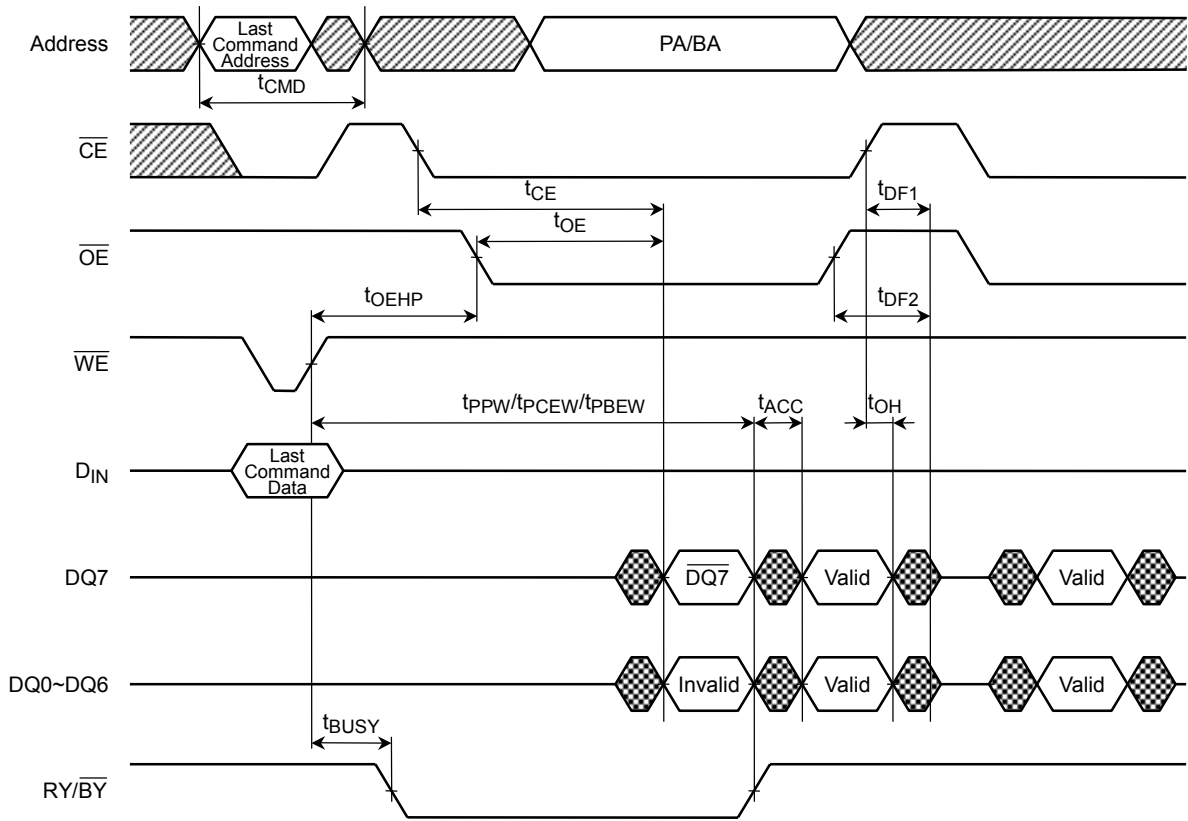 Address
Last
Command
Address
PA/BA
tCMD
CE
tCE
tDF1
tOE
OE
tOEHP
tDF2
WE
tPPW/tPCEW/tPBEW
tACC
tOH
DIN
Last
Command
Data
DQ7
DQ7
Valid
Valid
DQ0~DQ6
Invalid
Valid
Valid
tBUSY
RY/BY